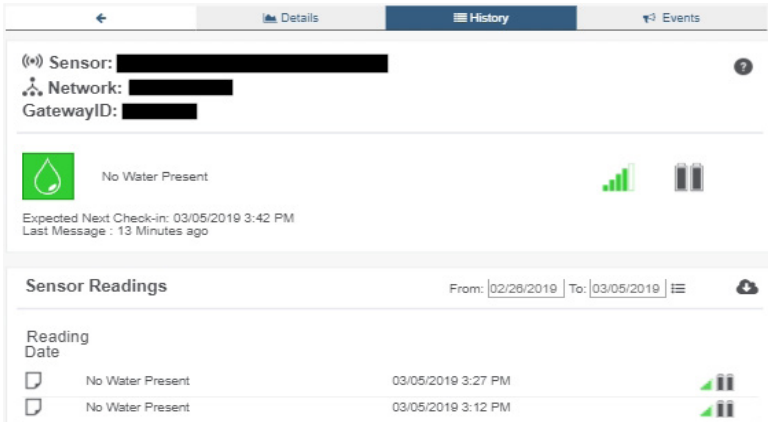 Details History Events
Sensor:
Network:
GatewayID:
No Water Present
Expected Next Check-in: 03/05/2019 3:42 PM
Last Message : 13 Minutes ago
Sensor Readings From: 02/26/2019 To: 03/05/2019
Reading
Date
No Water Present 03/05/2019 3:27 PM
No Water Present 03/05/2019 3:12 PM